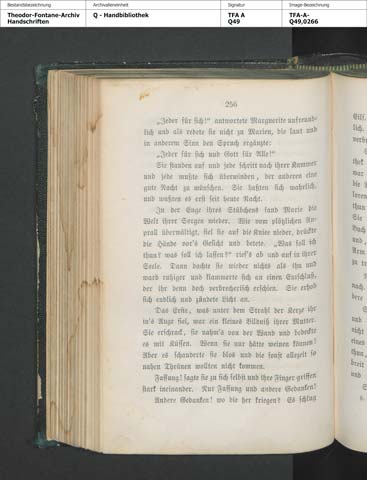 Bestandsbezeichnung
Archivalieneinheit
Signatur
Image-Bezeichnung
Theodor-Fontane-Archiv
Handschriften
Q - Handbibliothek
TFA A
Q49
TFA-A-
Q49,0266
256
„Jeder für sich!“ antwortete Marguerite aufreund-
lich und als redete sie nicht zu Marien, die laut und
in anderem Sinn den Spruch ergänzte:
„Jeder für sich und Gott für Alle!“
Sie standen auf und jede schritt nach ihrer Kammer
und jede mußte sich überwinden, der anderen eine
gute Nacht zu wünschen. Sie haßten sich wahrlich,
und wußten es erst seit heute Nacht.
In der Enge ihres Stübchens fand Marie die
Welt ihrer Sorgen wieder. Wie vom plötzlichen An-
prall überwältigt, fiel sie auf die Kniee nieder, drückte
die Hände vor's Gesicht und betete. „Was soll ich
thun? was soll ich lassen?“ rief's ab und auf in ihrer
Seele. Dann dachte sie wieder nichts als ihn und
ward ruhiger und klammerte sich an einen Entschluß,
der ihr denn doch verbrecherisch erschien. Sie erhob
sich endlich und zündete Licht an.
Das Erste, was unter dem Strahl der Kerze ihr
in's Auge fiel, war ein kleines Bildniß ihrer Mutter.
Sie erschrak, sie nahm's von der Wand und bedeckte
es mit Küssen. Wenn sie nur hätte weinen können!
Aber es schauderte sie blos und die sonst allezeit so
nahen Thränen wollten nicht kommen.
Fassung! sagte sie zu sich selbst und ihre Finger griffen
stark ineinander. Nur Fassung und andere Gedanken!
Andere Gedanken! wo die her kriegen? Es schlug